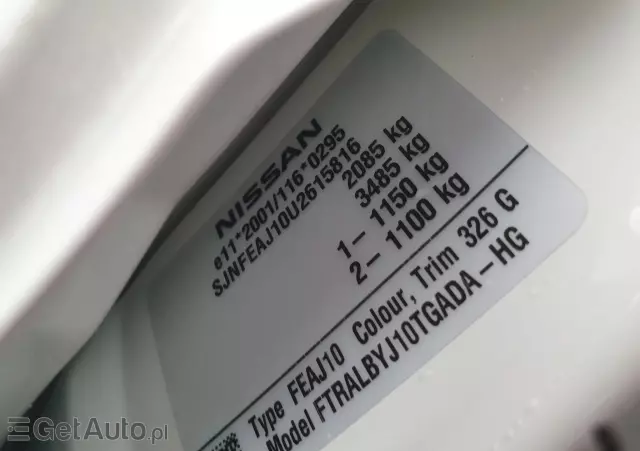 NISSAN
e11*2001/116*0295
SJNFEAJ10U2615816
2085 kg
3485 kg
1– 1150 kg
2– 1100 kg
Type FEAJ10 Colour, Trim 326 G
Model FTRALBYJ10TGADA–HG
GetAuto.pl